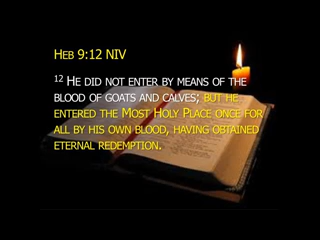 Heb 9:12 NIV
12 He did not enter by means of the
blood of goats and calves; but he
entered the Most Holy Place once for
all by his own blood, having obtained
eternal redemption.